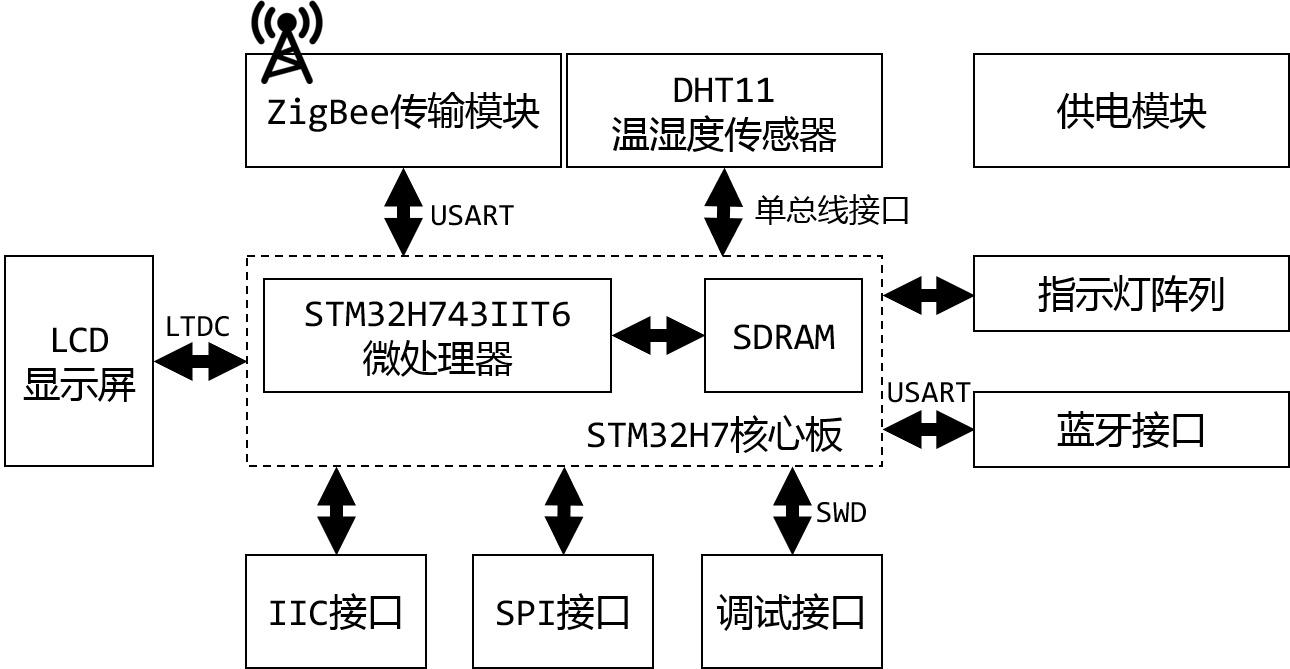 ZigBee传输模块
DHT11
温湿度传感器
供电模块
USART
单总线接口
LCD
显示屏
LTDC
STM32H743IIT6
微处理器
SDRAM
STM32H7核心板
指示灯阵列
USART
蓝牙接口
SWD
IIC接口
SPI接口
调试接口